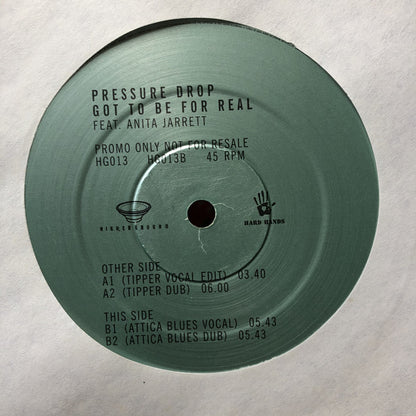 PRESSURE DROP
GOT TO BE FOR REAL
FEAT. ANITA JARRETT
PROMO ONLY NOT FOR RESALE
HG013 HG013B 45 RPM
HIGHERGROUND
HARD HANDS
OTHER SIDE
A1 (TIPPER VOCAL EDIT) 03.40
A2 (TIPPER DUB) 06.00
THIS SIDE
B1 (ATTICA BLUES VOCAL) 05.43
B2 (ATTICA BLUES DUB) 05.43